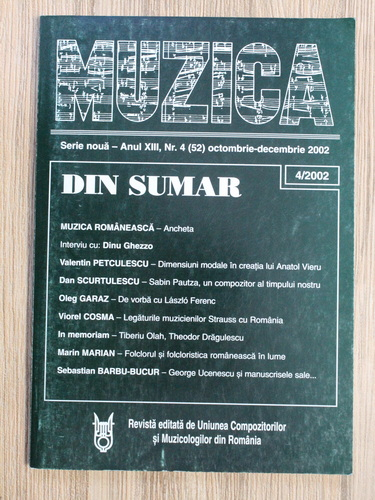 MUZICA
Serie nouă – Anul XIII, Nr. 4 (52) octombrie-decembrie 2002
DIN SUMAR
4/2002
MUZICA ROMÂNEASCĂ – Ancheta
Interviu cu: Dinu Ghezzo
Valentin PETCULESCU – Dimensiuni modale în creația lui Anatol Vieru
Dan SCURTULESCU – Sabin Pautza, un compozitor al timpului nostru
Oleg GARAZ – De vorbă cu László Ferenc
Viorel COSMA – Legăturile muzicienilor Strauss cu România
In memoriam – Tiberiu Olah, Theodor Drăgulescu
Marin MARIAN – Folclorul și folcloristica românească în lume
Sebastian BARBU-BUCUR – George Ucenescu și manuscrisele sale...
Revistă editată de Uniunea Compozitorilor
și Muzicologilor din România